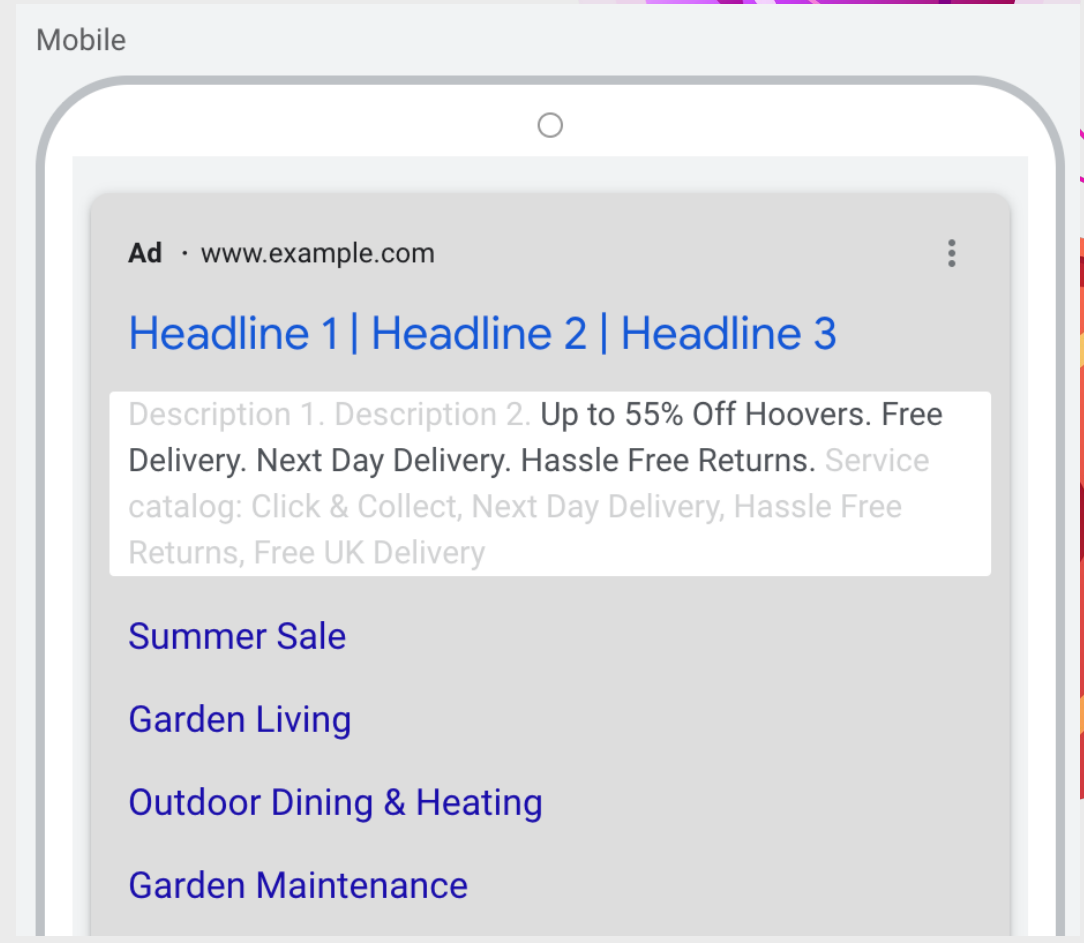 Mobile
Ad · www.example.com
Headline 1 | Headline 2 | Headline 3
Description 1. Description 2. Up to 55% Off Hoovers. Free
Delivery. Next Day Delivery. Hassle Free Returns. Service
catalog: Click & Collect, Next Day Delivery, Hassle Free
Returns, Free UK Delivery
Summer Sale
Garden Living
Outdoor Dining & Heating
Garden Maintenance